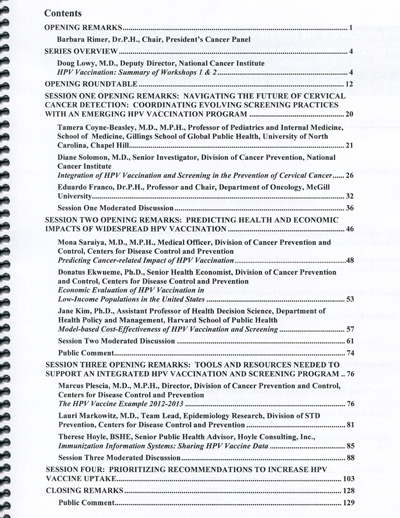 Contents
OPENING REMARKS 1
Barbara Rimer, Dr.P.H., Chair, President's Cancer Panel
SERIES OVERVIEW 4
Doug Lowy, M.D., Deputy Director, National Cancer Institute
HPV Vaccination: Summary of Workshops 1 & 2 4
OPENING ROUNDTABLE 12
SESSION ONE OPENING REMARKS: NAVIGATING THE FUTURE OF CERVICAL
CANCER DETECTION: COORDINATING EVOLVING SCREENING PRACTICES
WITH AN EMERGING HPV VACCINATION PROGRAM 20
Tamera Coyne-Beasley, M.D., M.P.H., Professor of Pediatrics and Internal Medicine,
School of Medicine, Gillings School of Global Public Health, University of North
Carolina, Chapel Hill 21
Diane Solomon, M.D., Senior Investigator, Division of Cancer Prevention, National
Cancer Institute
Integration of HPV Vaccination and Screening in the Prevention of Cervical Cancer 26
Eduardo Franco, Dr.P.H., Professor and Chair, Department of Oncology, McGill
University 32
Session One Moderated Discussion 36
SESSION TWO OPENING REMARKS: PREDICTING HEALTH AND ECONOMIC
IMPACTS OF WIDESPREAD HPV VACCINATION 46
Mona Saraiya, M.D., M.P.H., Medical Officer, Division of Cancer Prevention and
Control, Centers for Disease Control and Prevention
Predicting Cancer-related Impact of HPV Vaccination 48
Donatus Ekwueme, Ph.D., Senior Health Economist, Division of Cancer Prevention
and Control, Centers for Disease Control and Prevention
Economic Evaluation of HPV Vaccination in
Low-Income Populations in the United States 53
Jane Kim, Ph.D., Assistant Professor of Health Decision Science, Department of
Health Policy and Management, Harvard School of Public Health
Model-based Cost-Effectiveness of HPV Vaccination and Screening 57
Session Two Moderated Discussion 61
Public Comment 74
SESSION THREE OPENING REMARKS: TOOLS AND RESOURCES NEEDED TO
SUPPORT AN INTEGRATED HPV VACCINATION AND SCREENING PROGRAM .. 76
Marcus Plescia, M.D., M.P.H., Director, Division of Cancer Prevention and Control,
Centers for Disease Control and Prevention
The HPV Vaccine Example 2012-2013 76
Lauri Markowitz, M.D., Team Lead, Epidemiology Research, Division of STD
Prevention, Centers for Disease Control and Prevention 81
Therese Hoyle, BSHE, Senior Public Health Advisor, Hoyle Consulting, Inc.,
Immunization Information Systems: Sharing HPV Vaccine Data 85
Session Three Moderated Discussion 88
SESSION FOUR: PRIORITIZING RECOMMENDATIONS TO INCREASE HPV
VACCINE UPTAKE 103
CLOSING REMARKS 128
Public Comment 129